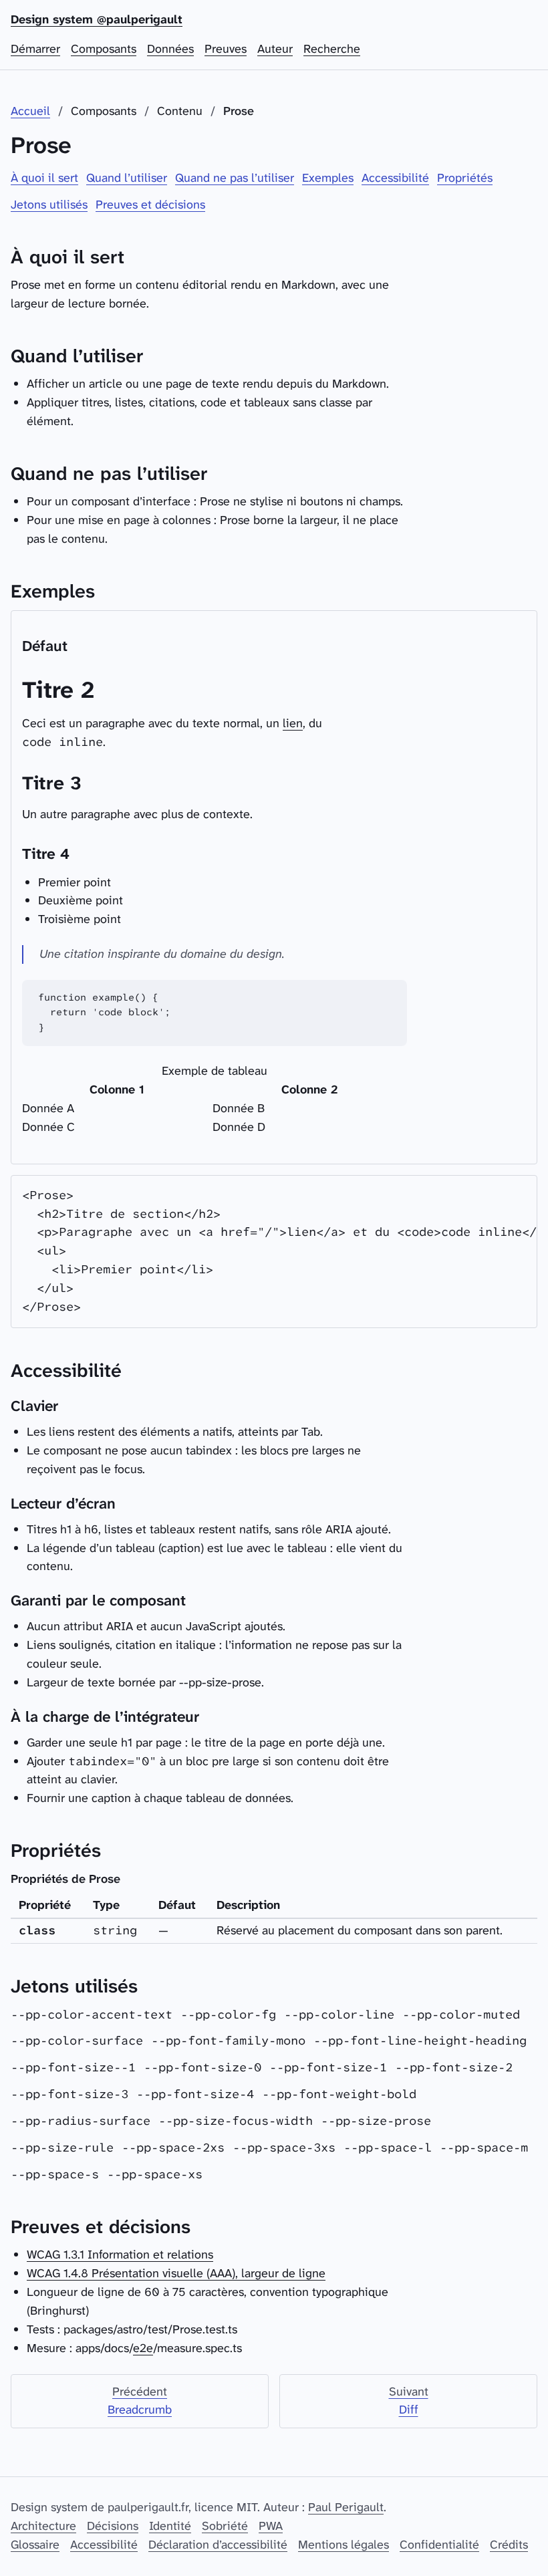 Design system @paulperigault
Démarrer Composants Données Preuves Auteur Recherche
Accueil / Composants / Contenu / Prose
Prose
À quoi il sert Quand l’utiliser Quand ne pas l’utiliser Exemples Accessibilité Propriétés
Jetons utilisés Preuves et décisions
À quoi il sert
Prose met en forme un contenu éditorial rendu en Markdown, avec une
largeur de lecture bornée.
Quand l’utiliser
• Afficher un article ou une page de texte rendu depuis du Markdown.
• Appliquer titres, listes, citations, code et tableaux sans classe par
élément.
Quand ne pas l’utiliser
• Pour un composant d’interface : Prose ne stylise ni boutons ni champs.
• Pour une mise en page à colonnes : Prose borne la largeur, il ne place
pas le contenu.
Exemples
Défaut
Titre 2
Ceci est un paragraphe avec du texte normal, un lien, du
code inline.
Titre 3
Un autre paragraphe avec plus de contexte.
Titre 4
• Premier point
• Deuxième point
• Troisième point
Une citation inspirante du domaine du design.
function example() {
  return 'code block';
}
Exemple de tableau
Colonne 1 Colonne 2
Donnée A Donnée B
Donnée C Donnée D
<Prose>
  <h2>Titre de section</h2>
  <p>Paragraphe avec un <a href="/">lien</a> et du <code>code inline</
  <ul>
    <li>Premier point</li>
  </ul>
</Prose>
Accessibilité
Clavier
• Les liens restent des éléments a natifs, atteints par Tab.
• Le composant ne pose aucun tabindex : les blocs pre larges ne
reçoivent pas le focus.
Lecteur d’écran
• Titres h1 à h6, listes et tableaux restent natifs, sans rôle ARIA ajouté.
• La légende d’un tableau (caption) est lue avec le tableau : elle vient du
contenu.
Garanti par le composant
• Aucun attribut ARIA et aucun JavaScript ajoutés.
• Liens soulignés, citation en italique : l’information ne repose pas sur la
couleur seule.
• Largeur de texte bornée par --pp-size-prose.
À la charge de l’intégrateur
• Garder une seule h1 par page : le titre de la page en porte déjà une.
• Ajouter tabindex="0" à un bloc pre large si son contenu doit être
atteint au clavier.
• Fournir une caption à chaque tableau de données.
Propriétés
Propriétés de Prose
Propriété Type Défaut Description
class string — Réservé au placement du composant dans son parent.
Jetons utilisés
--pp-color-accent-text --pp-color-fg --pp-color-line --pp-color-muted
--pp-color-surface --pp-font-family-mono --pp-font-line-height-heading
--pp-font-size--1 --pp-font-size-0 --pp-font-size-1 --pp-font-size-2
--pp-font-size-3 --pp-font-size-4 --pp-font-weight-bold
--pp-radius-surface --pp-size-focus-width --pp-size-prose
--pp-size-rule --pp-space-2xs --pp-space-3xs --pp-space-l --pp-space-m
--pp-space-s --pp-space-xs
Preuves et décisions
• WCAG 1.3.1 Information et relations
• WCAG 1.4.8 Présentation visuelle (AAA), largeur de ligne
• Longueur de ligne de 60 à 75 caractères, convention typographique
(Bringhurst)
• Tests : packages/astro/test/Prose.test.ts
• Mesure : apps/docs/e2e/measure.spec.ts
Précédent
Breadcrumb
Suivant
Diff
Design system de paulperigault.fr, licence MIT. Auteur : Paul Perigault.
Architecture Décisions Identité Sobriété PWA
Glossaire Accessibilité Déclaration d’accessibilité Mentions légales Confidentialité Crédits